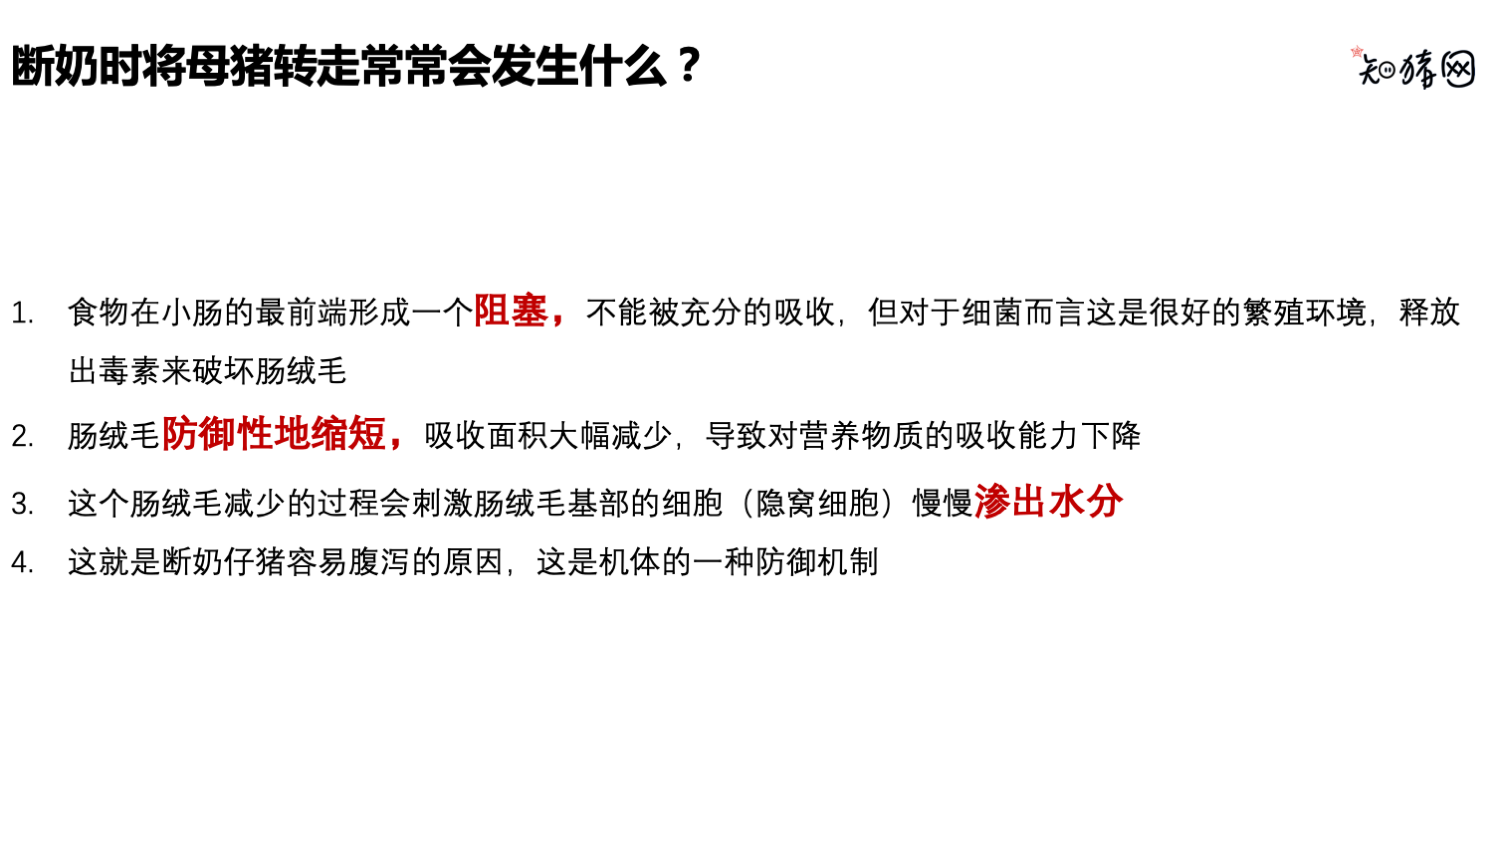 断奶时将母猪转走常常会发生什么？
知猪网
1. 食物在小肠的最前端形成一个阻塞，不能被充分的吸收，但对于细菌而言这是很好的繁殖环境，释放
出毒素来破坏肠绒毛
2. 肠绒毛防御性地缩短，吸收面积大幅减少，导致对营养物质的吸收能力下降
3. 这个肠绒毛减少的过程会刺激肠绒毛基部的细胞（隐窝细胞）慢慢渗出水分
4. 这就是断奶仔猪容易腹泻的原因，这是机体的一种防御机制